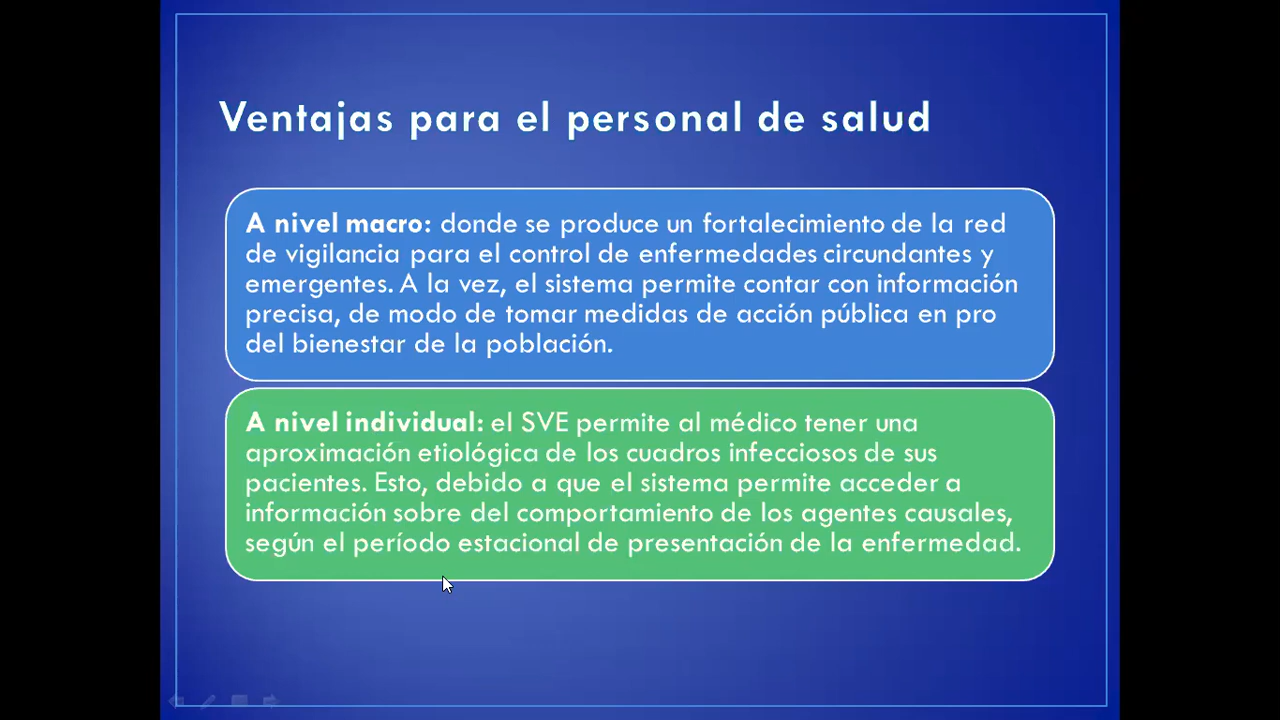 Ventajas para el personal de salud
A nivel macro: donde se produce un fortalecimiento de la red
de vigilancia para el control de enfermedades circundantes y
emergentes. A la vez, el sistema permite contar con información
precisa, de modo de tomar medidas de acción pública en pro
del bienestar de la población.
A nivel individual: el SVE permite al médico tener una
aproximación etiológica de los cuadros infecciosos de sus
pacientes. Esto, debido a que el sistema permite acceder a
información sobre del comportamiento de los agentes causales,
según el período estacional de presentación de la enfermedad.